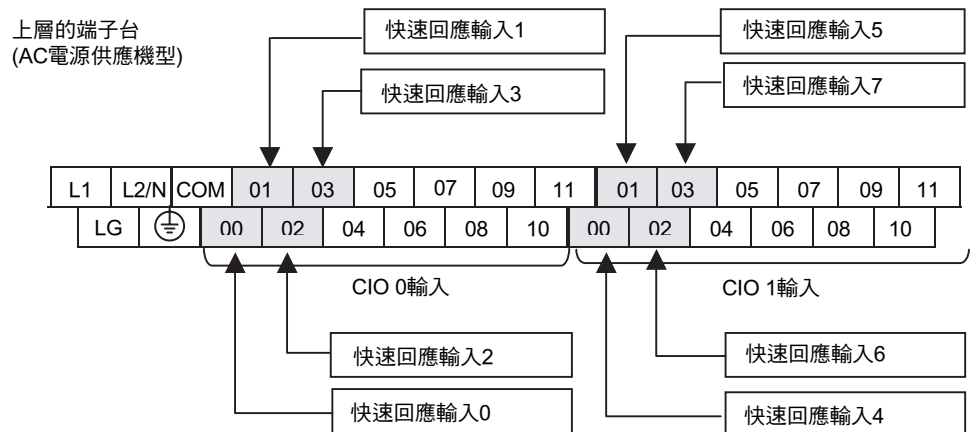 上層的端子台
(AC電源供應機型)
快速回應輸入1
快速回應輸入5
快速回應輸入3
快速回應輸入7
L1 L2/N COM 01 03 05 07 09 11 01 03 05 07 09 11
LG 00 02 04 06 08 10 00 02 04 06 08 10
CIO 0輸入
CIO 1輸入
快速回應輸入2
快速回應輸入6
快速回應輸入0
快速回應輸入4